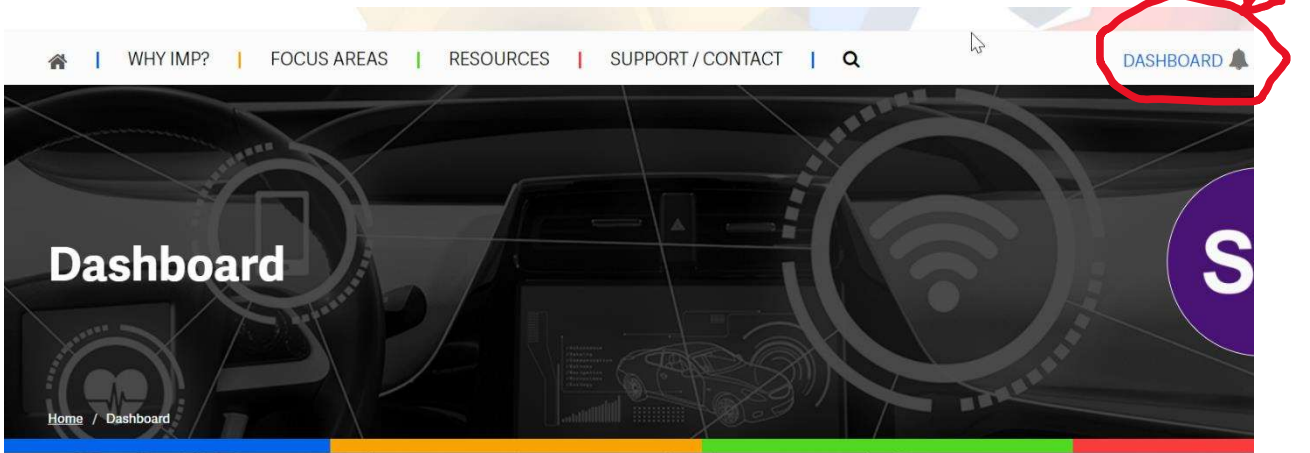 WHY IMP? | FOCUS AREAS | RESOURCES | SUPPORT / CONTACT | DASHBOARD
Dashboard
S
Home / Dashboard